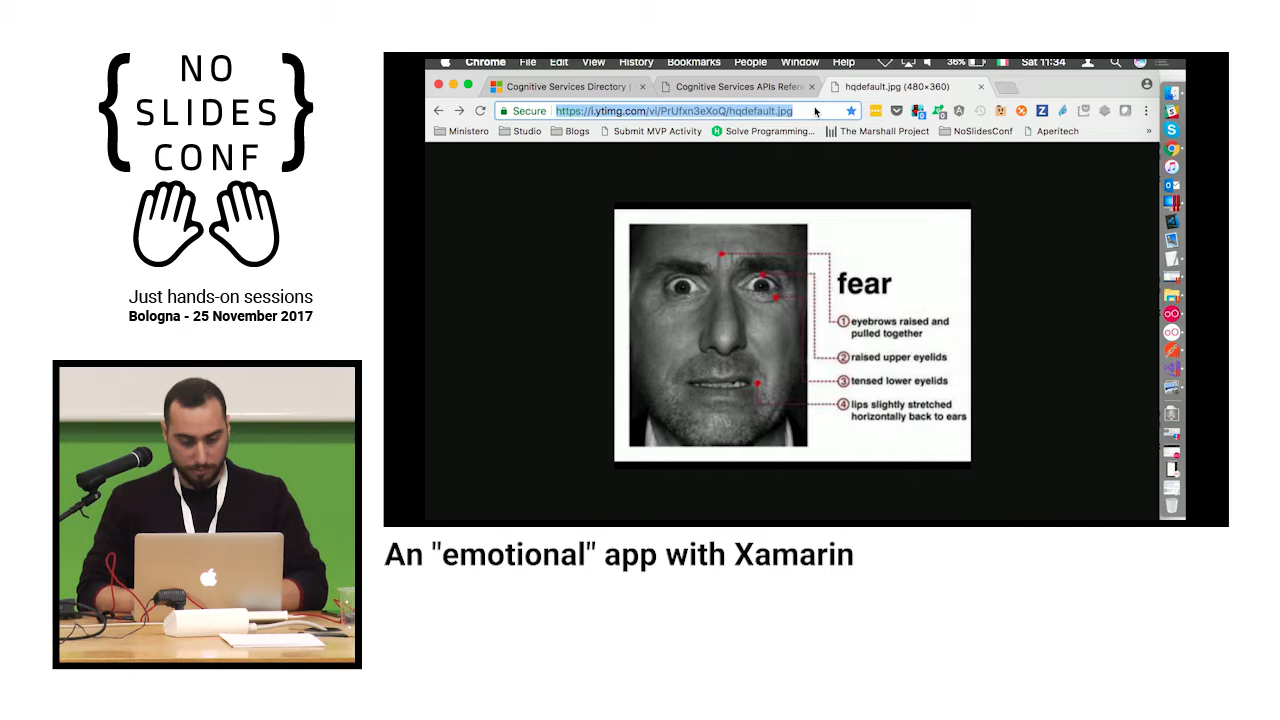 NO
SLIDES
CONF
Just hands-on sessions
Bologna - 25 November 2017
Chrome File Edit View History Bookmarks People Window Help 36% Sat 11:34
Cognitive Services Directory | × Cognitive Services APIs Refere × hqdefault.jpg (480×360) ×
Secure https://i.ytimg.com/vi/PrUfxn3eXoQ/hqdefault.jpg
Ministero Studio Blogs Submit MVP Activity Solve Programming... The Marshall Project NoSlidesConf Aperitech »
fear
1 eyebrows raised and
pulled together
2 raised upper eyelids
3 tensed lower eyelids
4 lips slightly stretched
horizontally back to ears
An "emotional" app with Xamarin